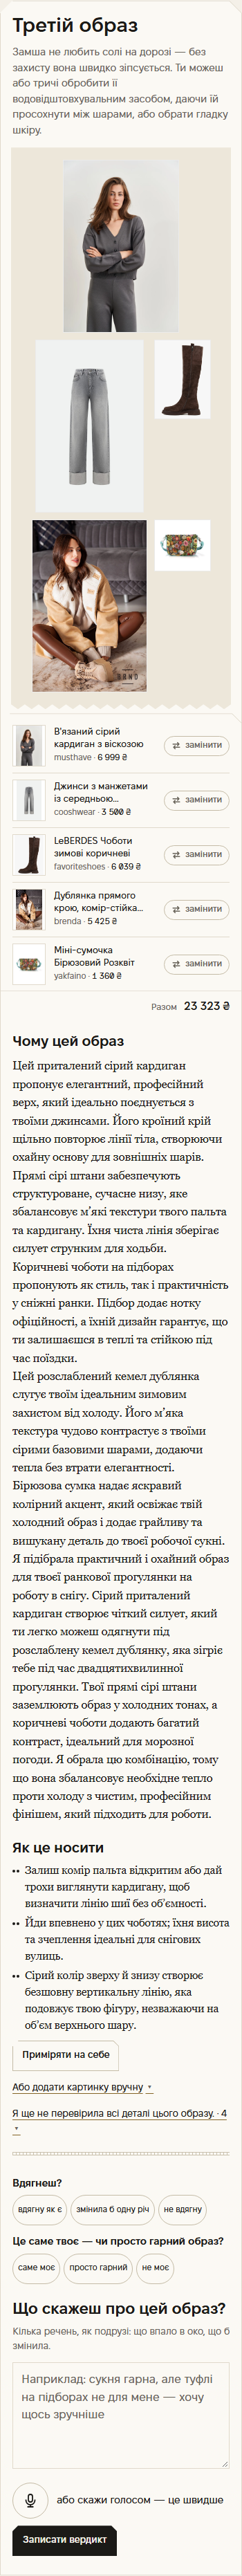 Третій образ
Замша не любить солі на дорозі — без
захисту вона швидко зіпсується. Ти можеш
або тричі обробити її
водовідштовхувальним засобом, даючи їй
просохнути між шарами, або обрати гладку
шкіру.
В'язаний сірий
кардиган з віскозою
musthave · 6 999 ₴
замінити
Джинси з манжетами
із середньою…
cooshwear · 3 500 ₴
замінити
LeBERDES Чоботи
зимові коричневі
favoriteshoes · 6 039 ₴
замінити
Дублянка прямого
крою, комір-стійка…
brenda · 5 425 ₴
замінити
Міні-сумочка
Бірюзовий Розквіт
yakfaino · 1 360 ₴
замінити
Разом 23 323 ₴
Чому цей образ
Цей приталений сірий кардиган
пропонує елегантний, професійний
верх, який ідеально поєднується з
твоїми джинсами. Його кроїний крій
щільно повторює лінії тіла, створюючи
охайну основу для зовнішніх шарів.
Прямі сірі штани забезпечують
структуроване, сучасне низу, яке
збалансовує м’які текстури твого пальта
та кардигану. Їхня чиста лінія зберігає
силует стрункним для ходьби.
Коричневі чоботи на підборах
пропонують як стиль, так і практичність
у сніжні ранки. Підбор додає нотку
офіційності, а їхній дизайн гарантує, що
ти залишаєшся в теплі та стійкою під
час поїздки.
Цей розслаблений кемел дублянка
слугує твоїм ідеальним зимовим
захистом від холоду. Його м’яка
текстура чудово контрастує з твоїми
сірими базовими шарами, додаючи
тепла без втрати елегантності.
Бірюзова сумка надає яскравий
колірний акцент, який освіжає твій
холодний образ і додає грайливу та
вишукану деталь до твоєї робочої сукні.
Я підібрала практичний і охайний образ
для твоєї ранкової прогулянки на
роботу в снігу. Сірий приталений
кардиган створює чіткий силует, який
ти легко можеш одягнути під
розслаблену кемел дублянку, яка зігріє
тебе під час двадцятихвилинної
прогулянки. Твої прямі сірі штани
заземлюють образ у холодних тонах, а
коричневі чоботи додають багатий
контраст, ідеальний для морозної
погоди. Я обрала цю комбінацію, тому
що вона збалансовує необхідне тепло
проти холоду з чистим, професійним
фінішем, який підходить для роботи.
Як це носити
Залиш комір пальта відкритим або дай
трохи виглянути кардигану, щоб
визначити лінію шиї без об’ємності.
Йди впевнено у цих чоботях; їхня висота
та зчеплення ідеальні для снігових
вулиць.
Сірий колір зверху й знизу створює
безшовну вертикальну лінію, яка
подовжує твою фігуру, незважаючи на
об’єм верхнього шару.
Приміряти на себе
Або додати картинку вручну
Я ще не перевірила всі деталі цього образу. · 4
Вдягнеш?
вдягну як є
змінила б одну річ
не вдягну
Це саме твоє — чи просто гарний образ?
саме моє
просто гарний
не моє
Що скажеш про цей образ?
Кілька речень, як подрузі: що впало в око, що б
змінила.
Наприклад: сукня гарна, але туфлі
на підборах не для мене — хочу
щось зручніше
або скажи голосом — це швидше
Записати вердикт